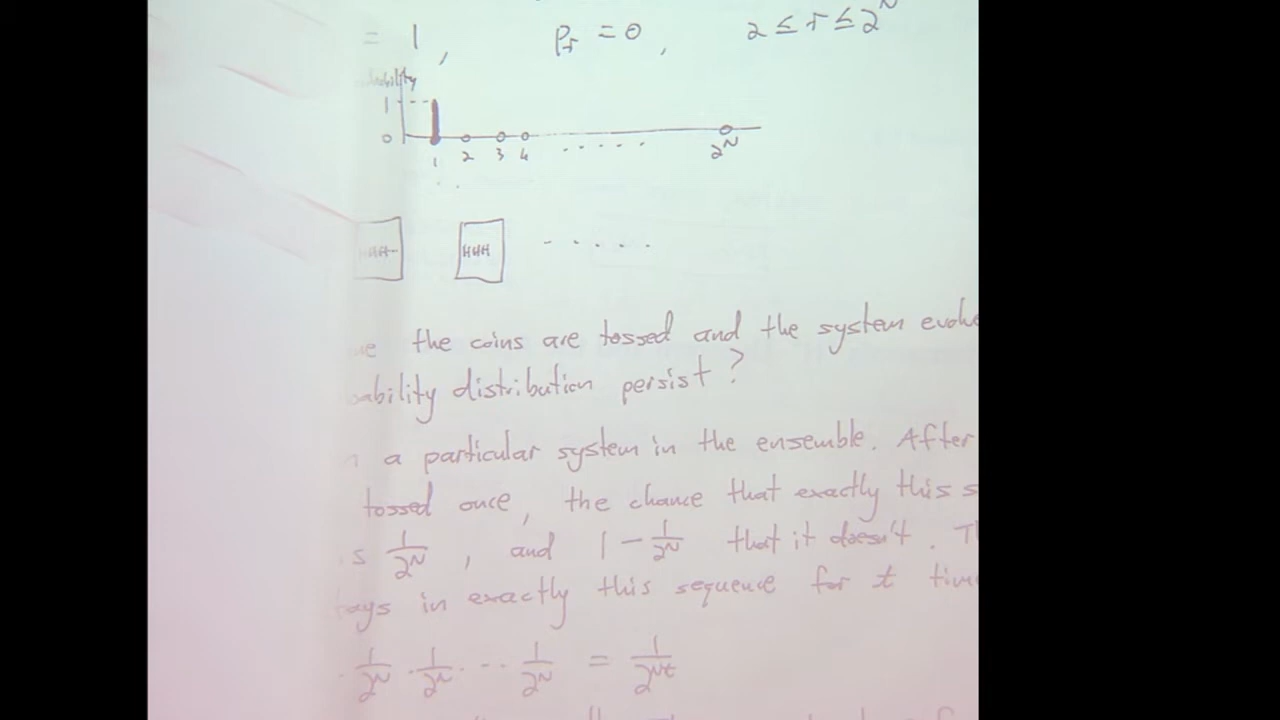 = 1, Pr = 0, 2 ≤ r ≤ 2^N
1
0
1 2 3 4 ..... 2^N
HHH HHH .....
the coins are tossed and the system
distribution persist?
a particular system in the ensemble. After
tossed once, the chance that exactly this
1/2^N, and 1 - 1/2^N that it doesn't.
in exactly this sequence for t
1/2^N · 1/2^N ··· 1/2^N = 1/2^Nt